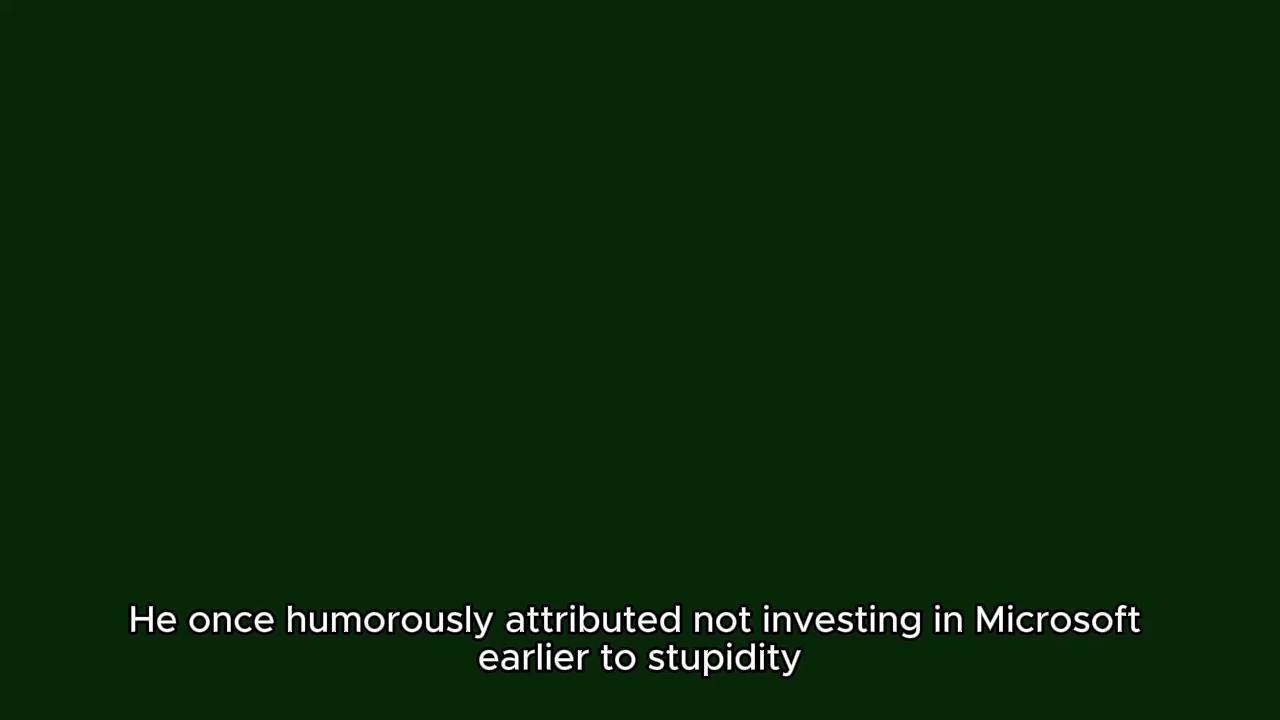 He once humorously attributed not investing in Microsoft
earlier to stupidity